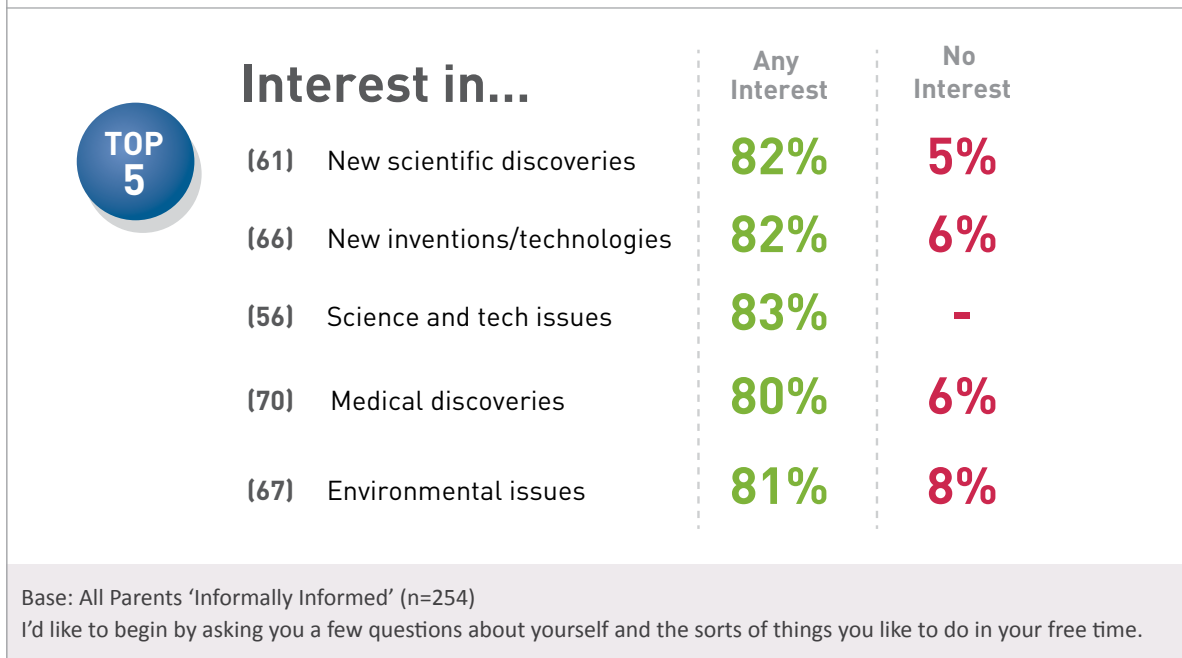 Interest in...
Any
Interest
No
Interest
TOP
5
(61) New scientific discoveries 82% 5%
(66) New inventions/technologies 82% 6%
(56) Science and tech issues 83% -
(70) Medical discoveries 80% 6%
(67) Environmental issues 81% 8%
Base: All Parents ‘Informally Informed’ (n=254)
I’d like to begin by asking you a few questions about yourself and the sorts of things you like to do in your free time.